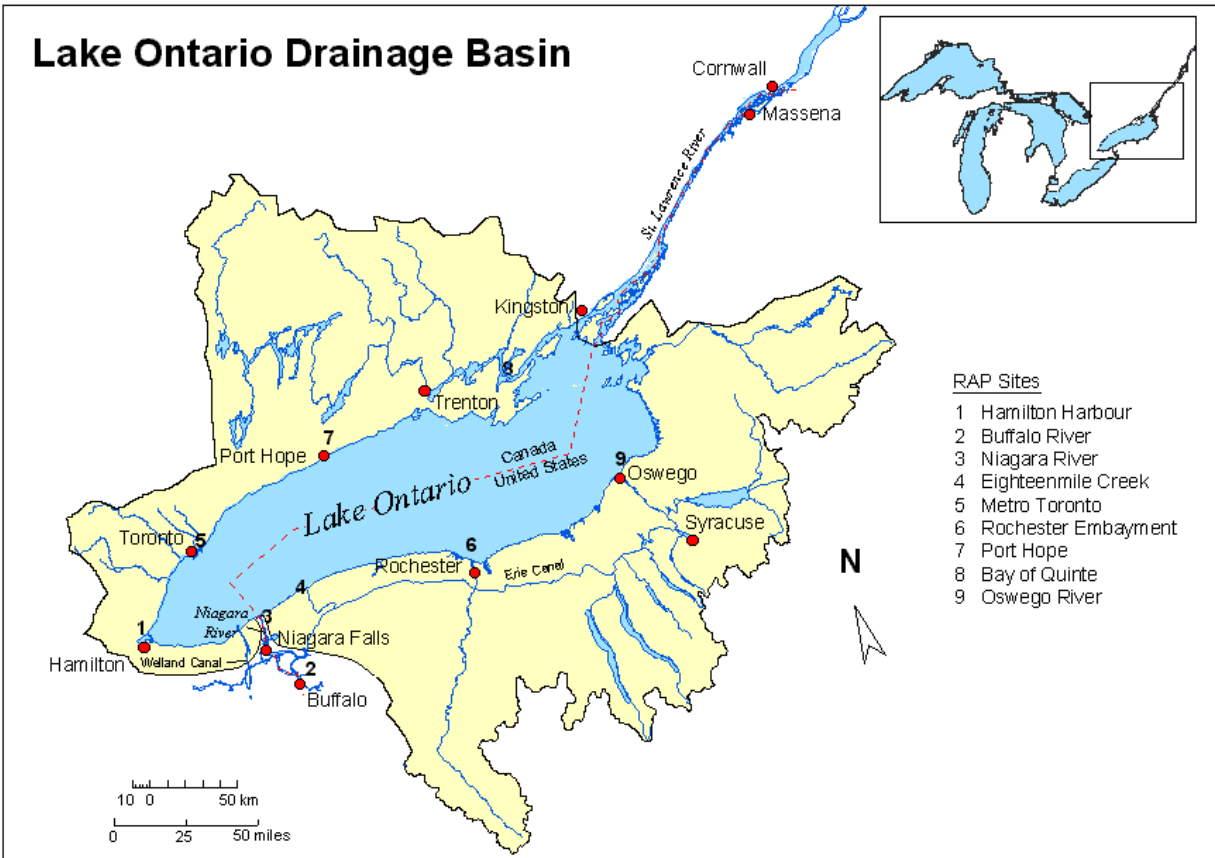 Lake Ontario Drainage Basin
Cornwall
Massena
St. Lawrence River
Kingston
8
Trenton
7
Port Hope
Canada
United States
Lake Ontario
9
Oswego
Syracuse
Toronto
5
6
Rochester
Erie Canal
4
Niagara
River
3
Niagara Falls
1
Hamilton
Welland Canal
2
Buffalo
N
RAP Sites
1 Hamilton Harbour
2 Buffalo River
3 Niagara River
4 Eighteenmile Creek
5 Metro Toronto
6 Rochester Embayment
7 Port Hope
8 Bay of Quinte
9 Oswego River
10 0 50 km
0 25 50 miles